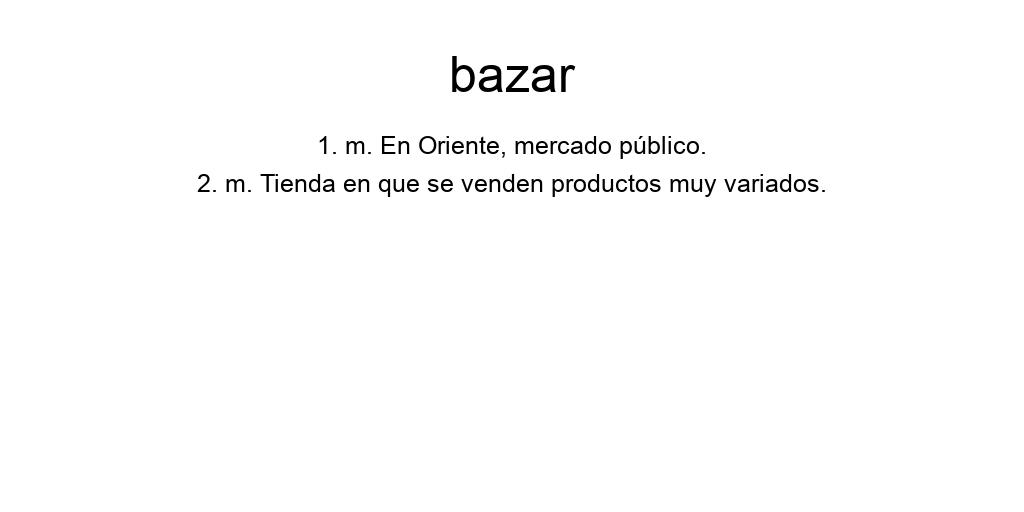 bazar
1. m. En Oriente, mercado público.
2. m. Tienda en que se venden productos muy variados.